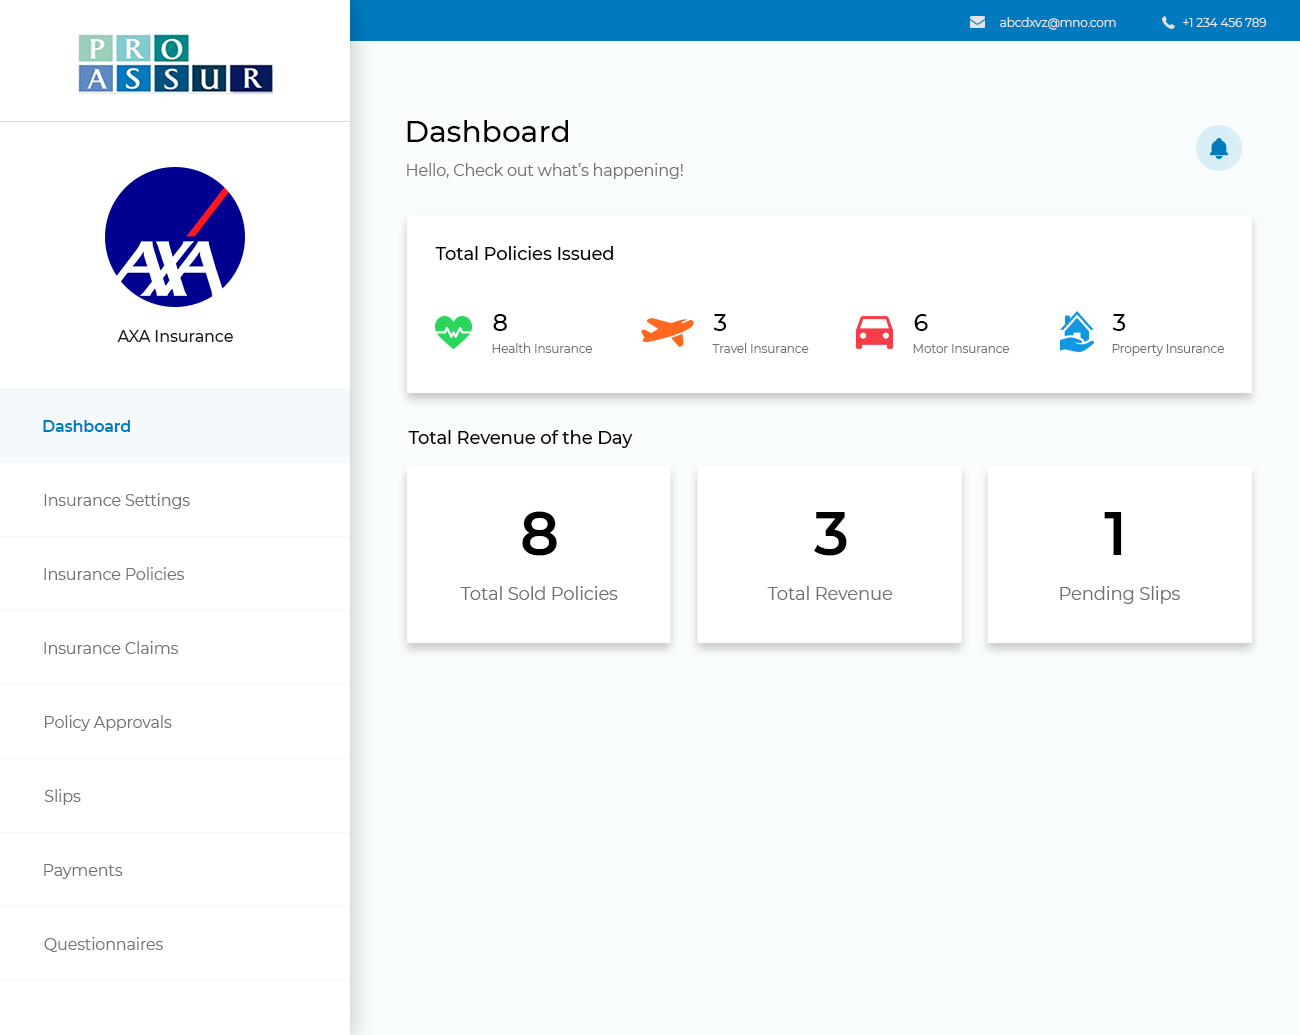 abcdxvz@mno.com +1 234 456 789
PRO
ASSUR
AXA
AXA Insurance
Dashboard
Insurance Settings
Insurance Policies
Insurance Claims
Policy Approvals
Slips
Payments
Questionnaires
Dashboard
Hello, Check out what’s happening!
Total Policies Issued
8
Health Insurance
3
Travel Insurance
6
Motor Insurance
3
Property Insurance
Total Revenue of the Day
8
Total Sold Policies
3
Total Revenue
1
Pending Slips